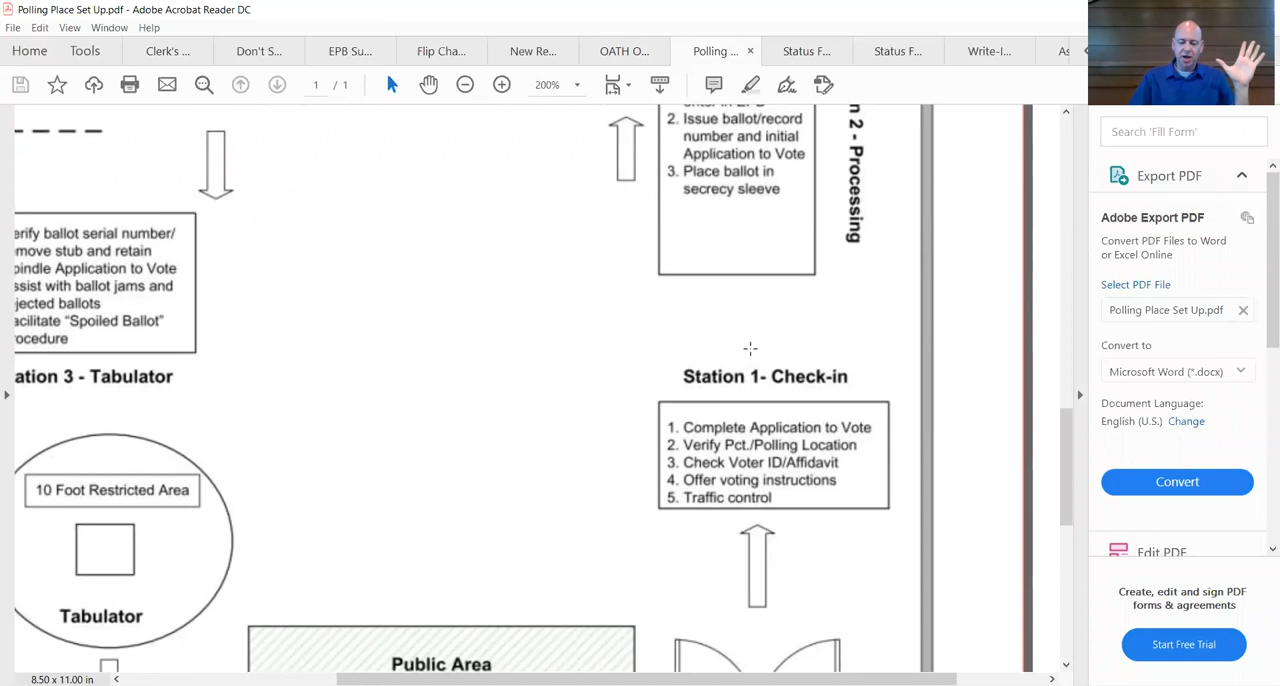 Polling Place Set Up.pdf - Adobe Acrobat Reader DC
File Edit View Window Help
Home Tools Clerk's ... Don't S... EPB Su... Flip Cha... New Re... OATH O... Polling ... × Status F... Status F... Write-I... As
1 / 1 200%
2. Issue ballot/record
number and initial
Application to Vote
3. Place ballot in
secrecy sleeve
n 2 - Processing
erify ballot serial number/
move stub and retain
pindle Application to Vote
ssist with ballot jams and
jected ballots
acilitate “Spoiled Ballot”
ocedure
ation 3 - Tabulator
Station 1- Check-in
1. Complete Application to Vote
2. Verify Pct./Polling Location
3. Check Voter ID/Affidavit
4. Offer voting instructions
5. Traffic control
10 Foot Restricted Area
Tabulator
Public Area
8.50 x 11.00 in
Search 'Fill Form'
Export PDF
Adobe Export PDF
Convert PDF Files to Word
or Excel Online
Select PDF File
Polling Place Set Up.pdf
Convert to
Microsoft Word (*.docx)
Document Language:
English (U.S.) Change
Convert
Edit PDF
Create, edit and sign PDF
forms & agreements
Start Free Trial